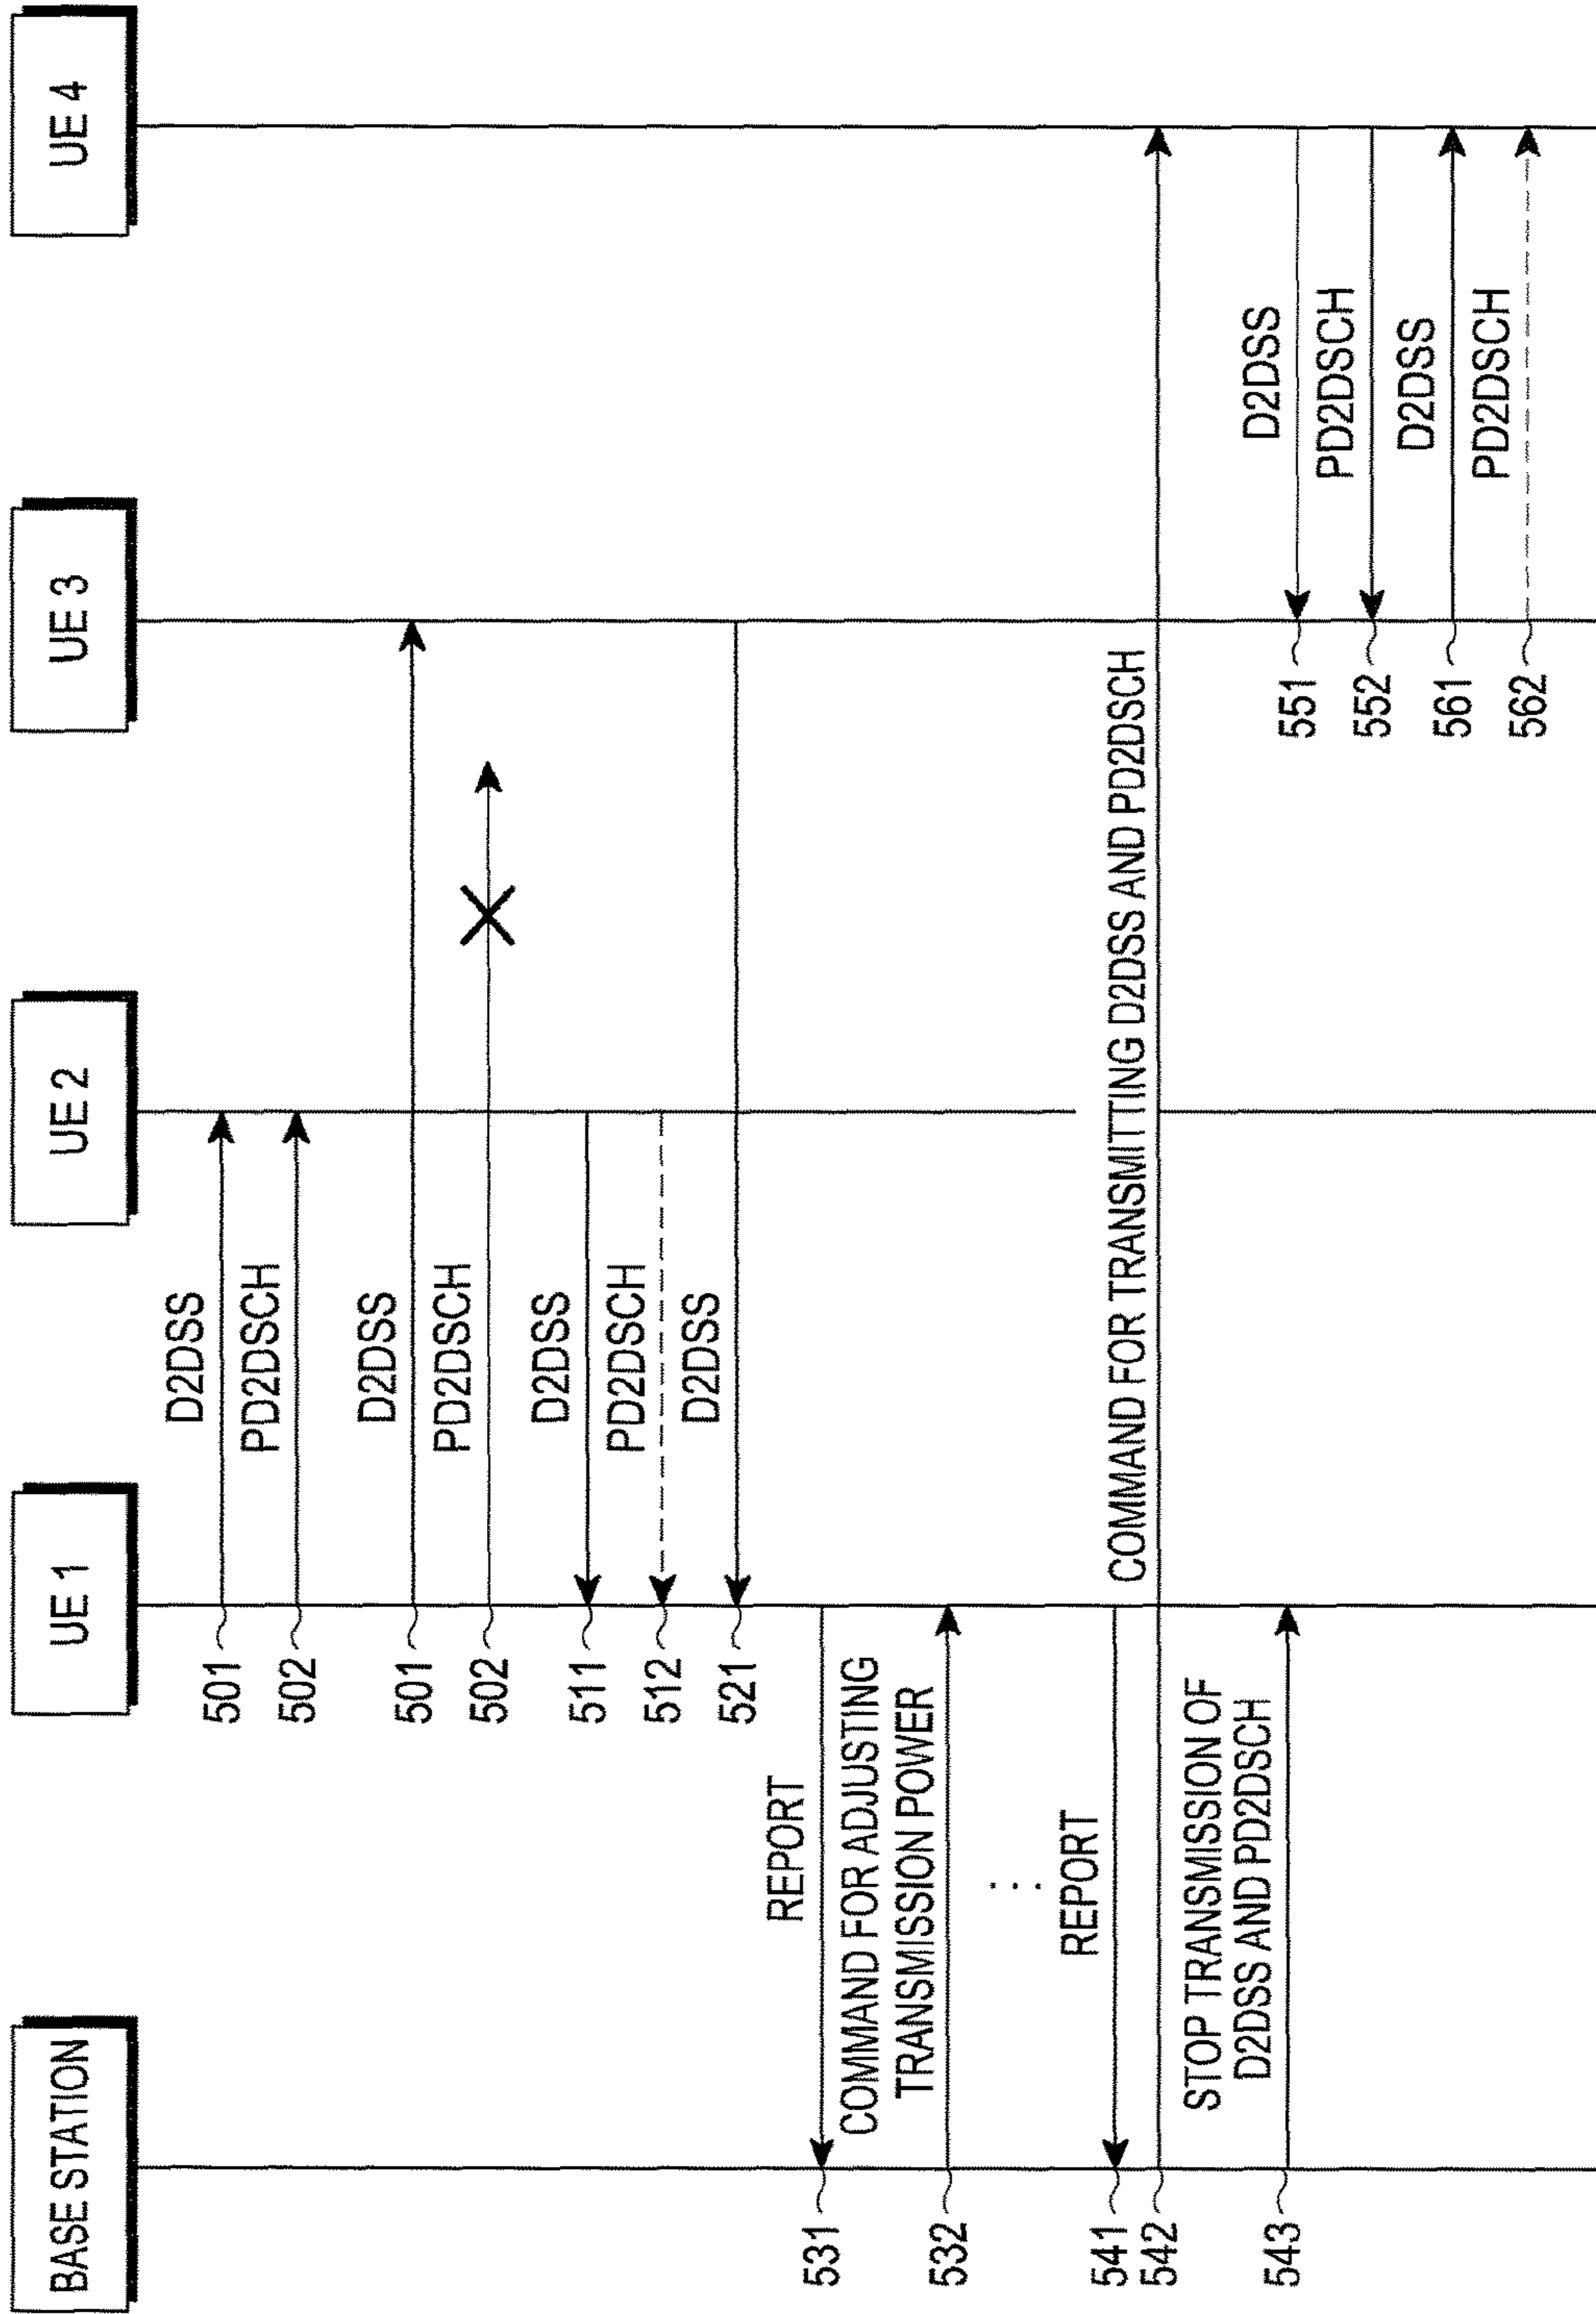 BASE STATION
UE 1
UE 2
UE 3
UE 4
501
D2DSS
502
PD2DSCH
501
D2DSS
502
PD2DSCH
511
D2DSS
512
PD2DSCH
521
D2DSS
531
REPORT
532
COMMAND FOR ADJUSTING
TRANSMISSION POWER
...
541
REPORT
542
COMMAND FOR TRANSMITTING D2DSS AND PD2DSCH
543
STOP TRANSMISSION OF
D2DSS AND PD2DSCH
551
D2DSS
552
PD2DSCH
561
D2DSS
562
PD2DSCH